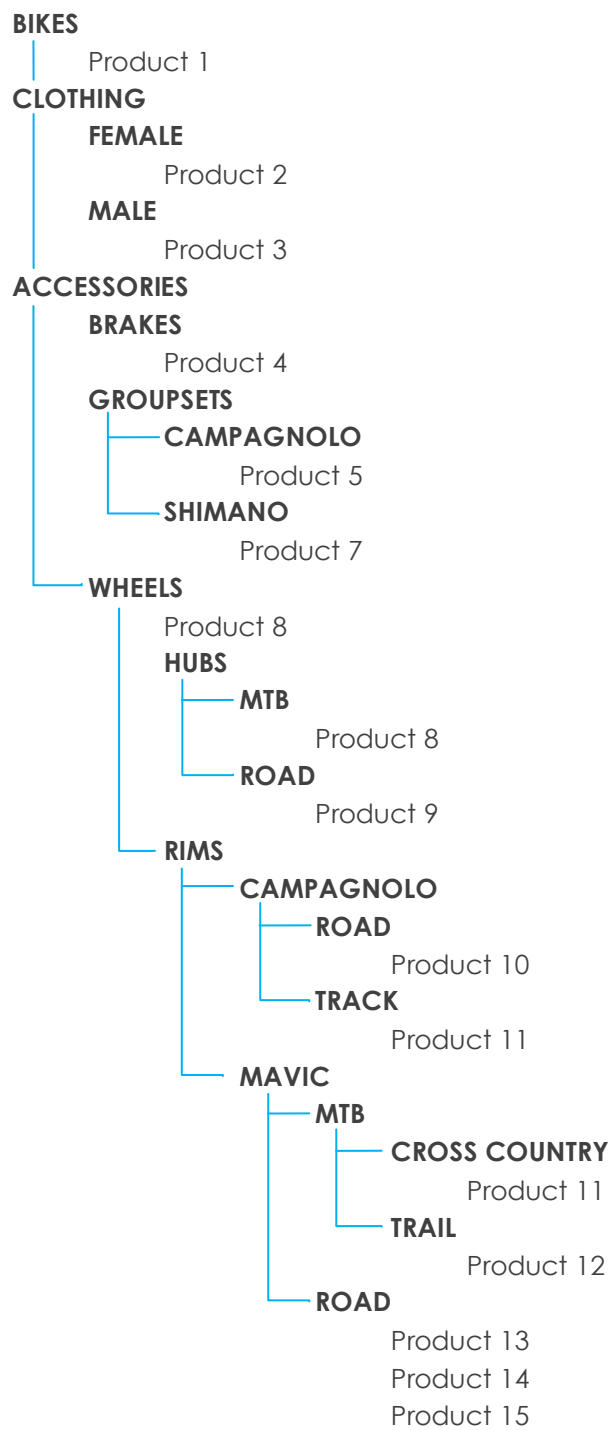 BIKES
Product 1
CLOTHING
FEMALE
Product 2
MALE
Product 3
ACCESSORIES
BRAKES
Product 4
GROUPSETS
CAMPAGNOLO
Product 5
SHIMANO
Product 7
WHEELS
Product 8
HUBS
MTB
Product 8
ROAD
Product 9
RIMS
CAMPAGNOLO
ROAD
Product 10
TRACK
Product 11
MAVIC
MTB
CROSS COUNTRY
Product 11
TRAIL
Product 12
ROAD
Product 13
Product 14
Product 15